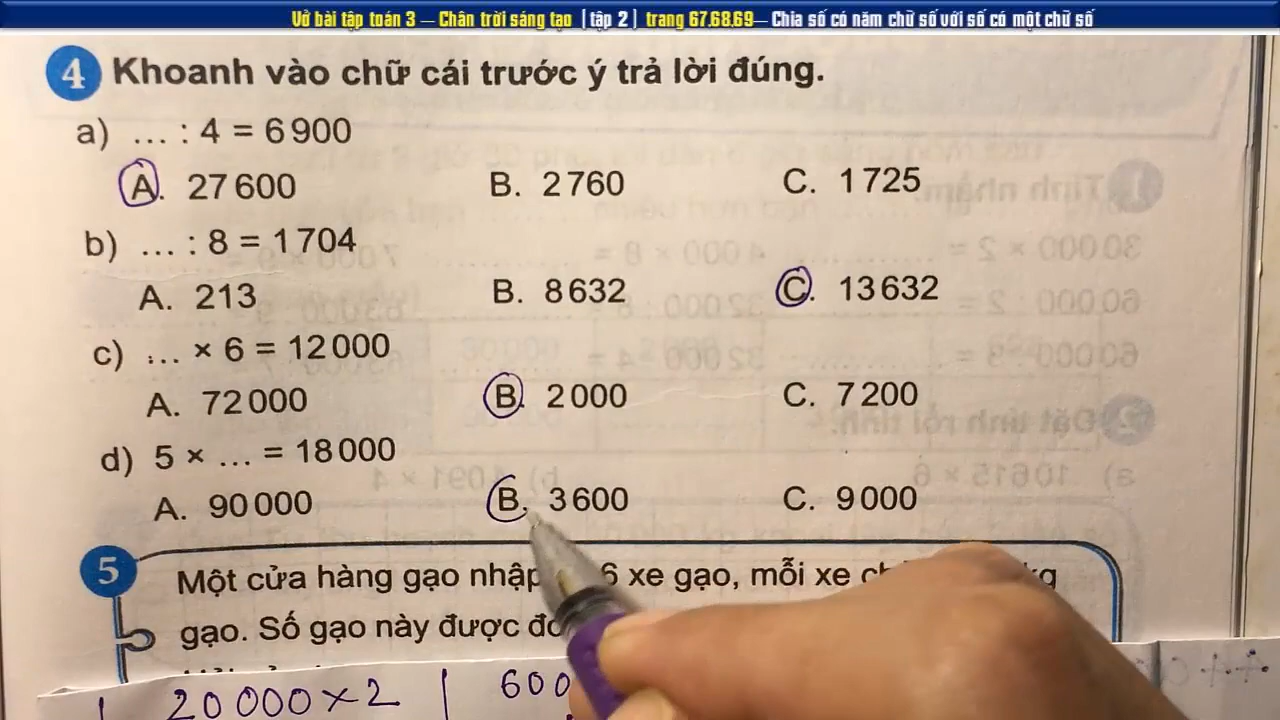 Vở bài tập toán 3 – Chân trời sáng tạo (tập 2) trang 67,68,69– Chia số có năm chữ số với số có một chữ số
4 Khoanh vào chữ cái trước ý trả lời đúng.
a) ... : 4 = 6 900
A. 27 600 B. 2 760 C. 1 725
b) ... : 8 = 1 704
A. 213 B. 8 632 C. 13 632
c) ... × 6 = 12 000
A. 72 000 B. 2 000 C. 7 200
d) 5 × ... = 18 000
A. 90 000 B. 3 600 C. 9 000
5 Một cửa hàng gạo nhập 6 xe gạo, mỗi xe kg
gạo. Số gạo này được
20 000 × 2 600